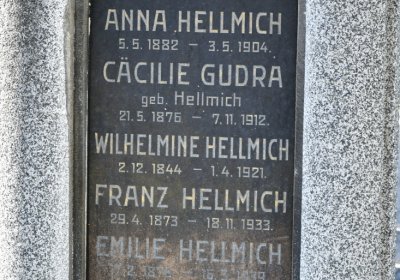 ANNA HELLMICH
5.5.1882 – 3.5.1904.
CÄCILIE GUDRA
geb. Hellmich
21.5.1876 – 7.11.1912.
WILHELMINE HELLMICH
2.12.1844 – 1.4.1921.
FRANZ HELLMICH
29.4.1873 – 18.11.1933.
EMILIE HELLMICH